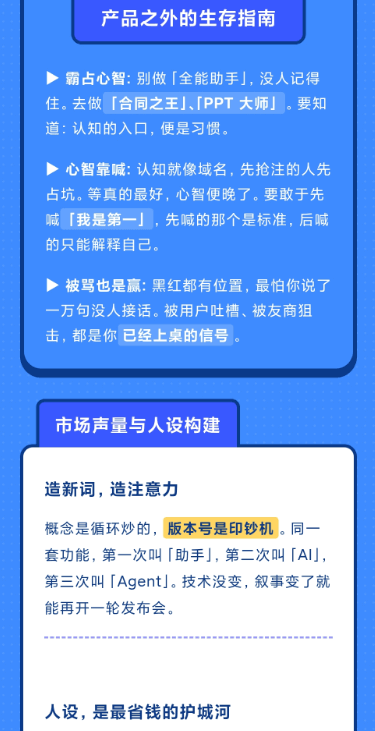 产品之外的生存指南
▶ 霸占心智: 别做「全能助手」, 没人记得
住。去做「合同之王」、「PPT 大师」。要知
道: 认知的入口, 便是习惯。
▶ 心智靠喊: 认知就像域名, 先抢注的人先
占坑。等真的最好, 心智便晚了。要敢于先
喊「我是第一」, 先喊的那个是标准, 后喊
的只能解释自己。
▶ 被骂也是赢: 黑红都有位置, 最怕你说了
一万句没人接话。被用户吐槽、被友商狙
击, 都是你已经上桌的信号。
市场声量与人设构建
造新词, 造注意力
概念是循环炒的, 版本号是印钞机。同一
套功能, 第一次叫「助手」, 第二次叫「AI」,
第三次叫「Agent」。技术没变, 叙事变了就
能再开一轮发布会。
人设, 是最省钱的护城河